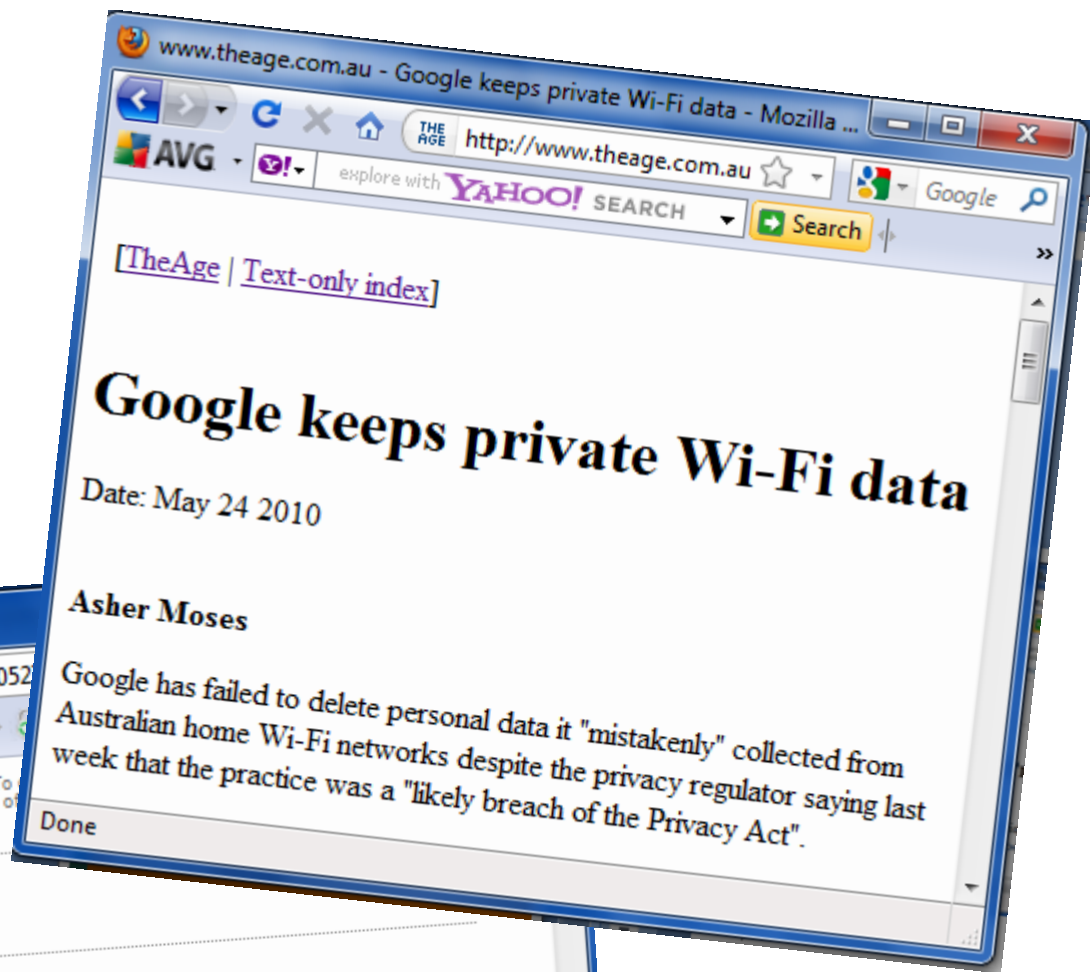 www.theage.com.au - Google keeps private Wi-Fi data - Mozilla ...
THE AGE http://www.theage.com.au Google
AVG Y! explore with YAHOO! SEARCH Search »
[TheAge | Text-only index]
Google keeps private Wi-Fi data
Date: May 24 2010
Asher Moses
Google has failed to delete personal data it "mistakenly" collected from
Australian home Wi-Fi networks despite the privacy regulator saying last
week that the practice was a "likely breach of the Privacy Act".
Done